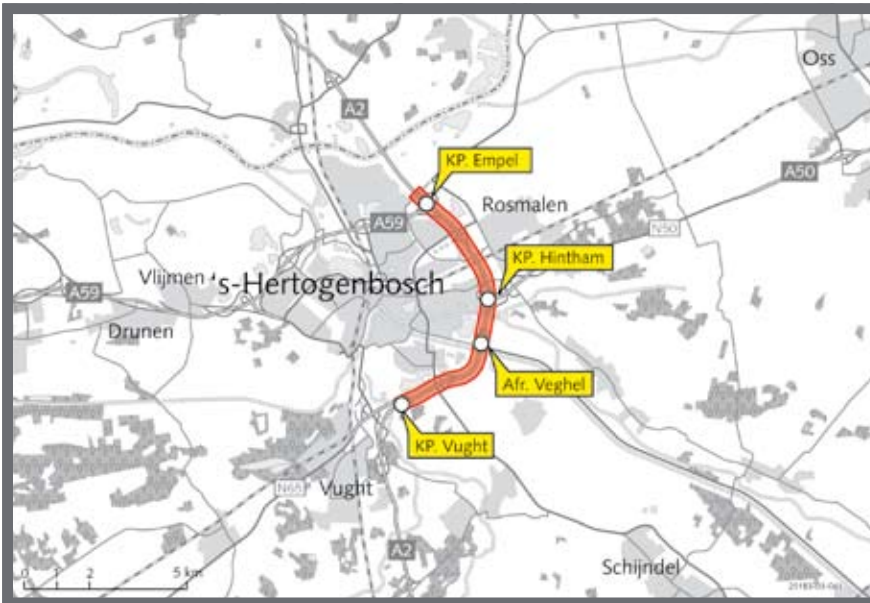 Oss
A2
KP. Empel
A50
Rosmalen
A59
N50
KP. Hintham
Vlijmen
's-Hertogenbosch
A59
Drunen
Afr. Veghel
KP. Vught
N65
Vught
A2
Schijndel
0 1 2 5 km